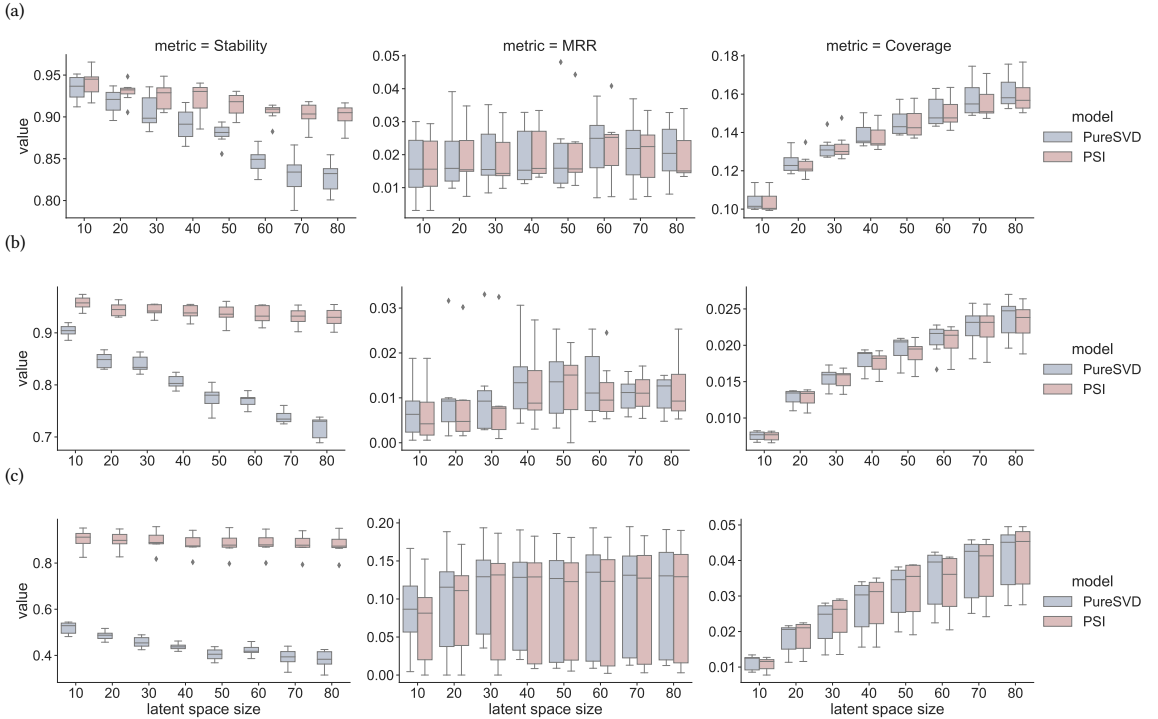 (a)
metric = Stability
metric = MRR
metric = Coverage
value
0.95
0.90
0.85
0.80
10 20 30 40 50 60 70 80
0.05
0.04
0.03
0.02
0.01
10 20 30 40 50 60 70 80
0.18
0.16
0.14
0.12
0.10
10 20 30 40 50 60 70 80
model
PureSVD
PSI
(b)
value
0.9
0.8
0.7
10 20 30 40 50 60 70 80
0.03
0.02
0.01
0.00
10 20 30 40 50 60 70 80
0.025
0.020
0.015
0.010
10 20 30 40 50 60 70 80
model
PureSVD
PSI
(c)
value
0.8
0.6
0.4
10 20 30 40 50 60 70 80
latent space size
0.20
0.15
0.10
0.05
0.00
10 20 30 40 50 60 70 80
latent space size
0.05
0.04
0.03
0.02
0.01
10 20 30 40 50 60 70 80
latent space size
model
PureSVD
PSI